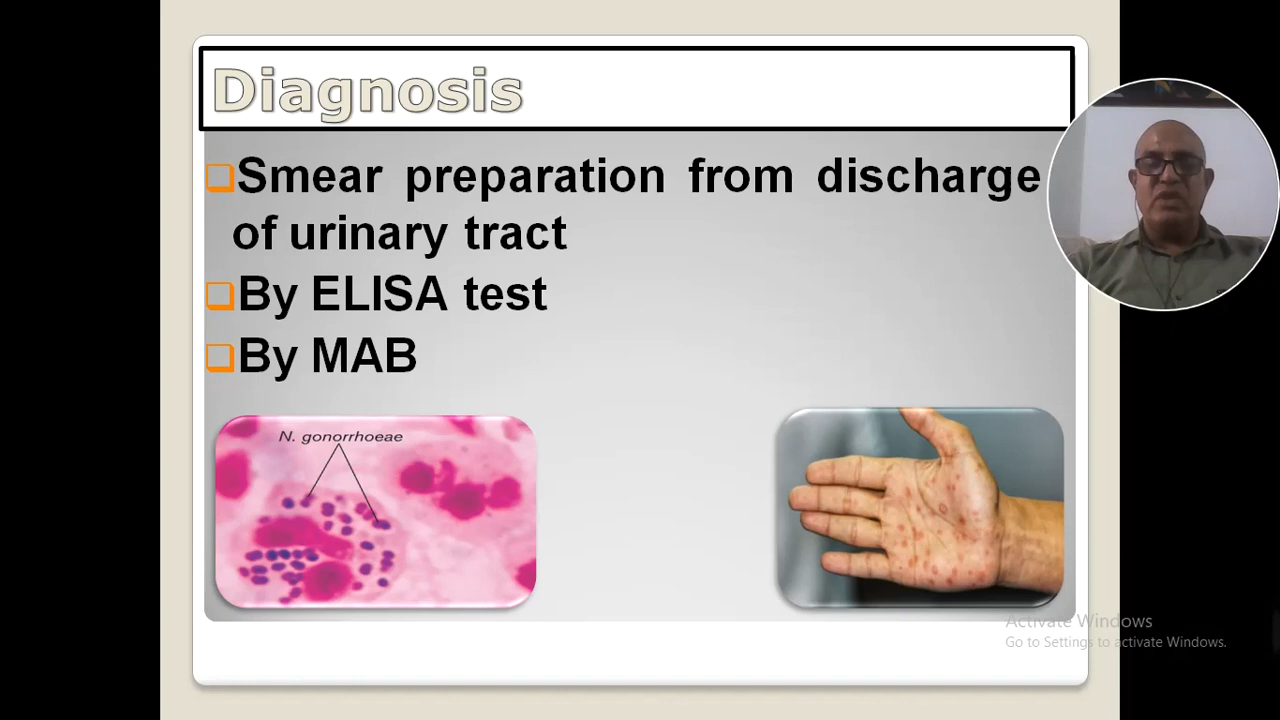 Diagnosis
Smear preparation from discharge
of urinary tract
By ELISA test
By MAB
N. gonorrhoeae
Activate Windows
Go to Settings to activate Windows.